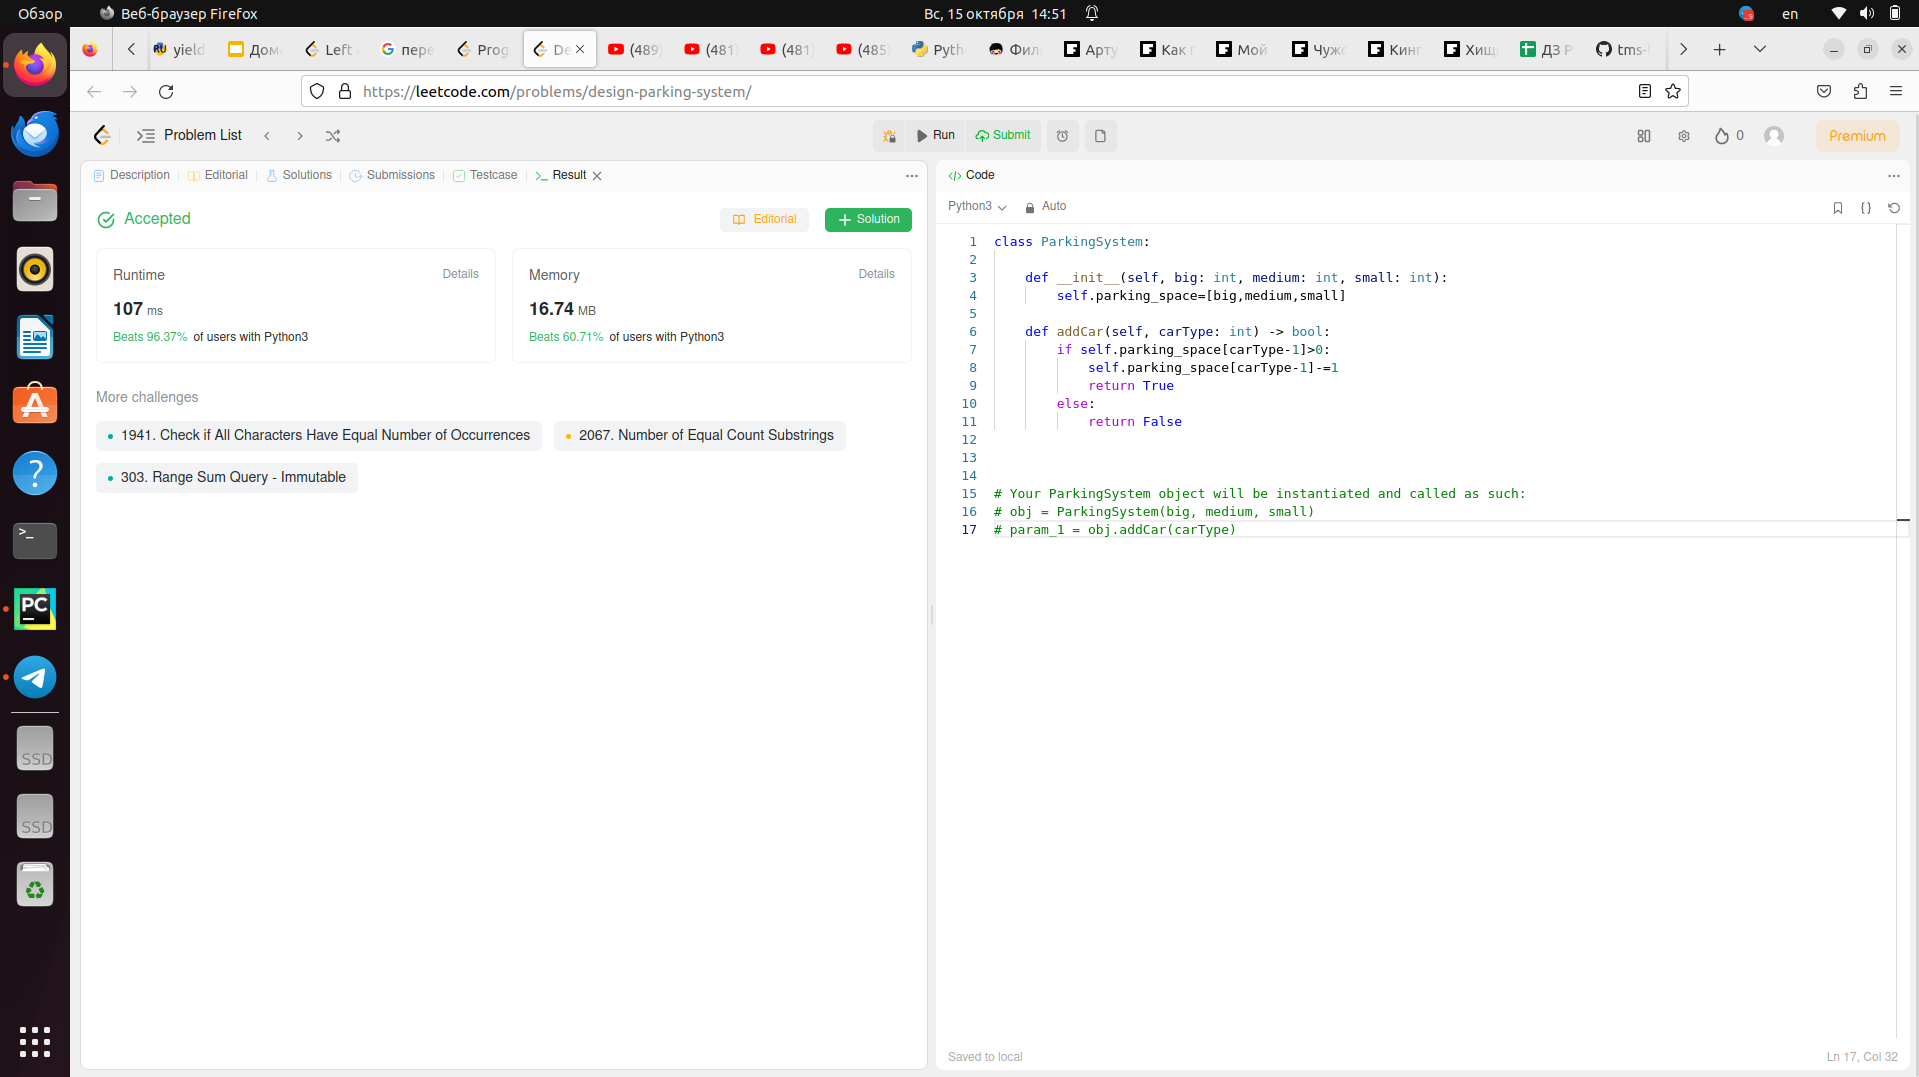 Обзор
Веб-браузер Firefox
Вс, 15 октября 14:51
en
yield
Дом
Left
пере
Prog
De
(489)
(481)
(481)
(485)
Pyth
Фил
Арту
Как
Мой
Чуж
Кин
Хищ
ДЗ Р
tms-
https://leetcode.com/problems/design-parking-system/
Problem List
Run
Submit
0
Premium
Description
Editorial
Solutions
Submissions
Testcase
Result
Accepted
Editorial
Solution
Runtime
Details
107 ms
Beats 96.37% of users with Python3
Memory
Details
16.74 MB
Beats 60.71% of users with Python3
More challenges
1941. Check if All Characters Have Equal Number of Occurrences
2067. Number of Equal Count Substrings
303. Range Sum Query - Immutable
Code
Python3
Auto
1 class ParkingSystem:
2
3 def __init__(self, big: int, medium: int, small: int):
4 self.parking_space=[big,medium,small]
5
6 def addCar(self, carType: int) -> bool:
7 if self.parking_space[carType-1]>0:
8 self.parking_space[carType-1]-=1
9 return True
10 else:
11 return False
12
13
14
15 # Your ParkingSystem object will be instantiated and called as such:
16 # obj = ParkingSystem(big, medium, small)
17 # param_1 = obj.addCar(carType)
Saved to local
Ln 17, Col 32
PC
SSD
SSD